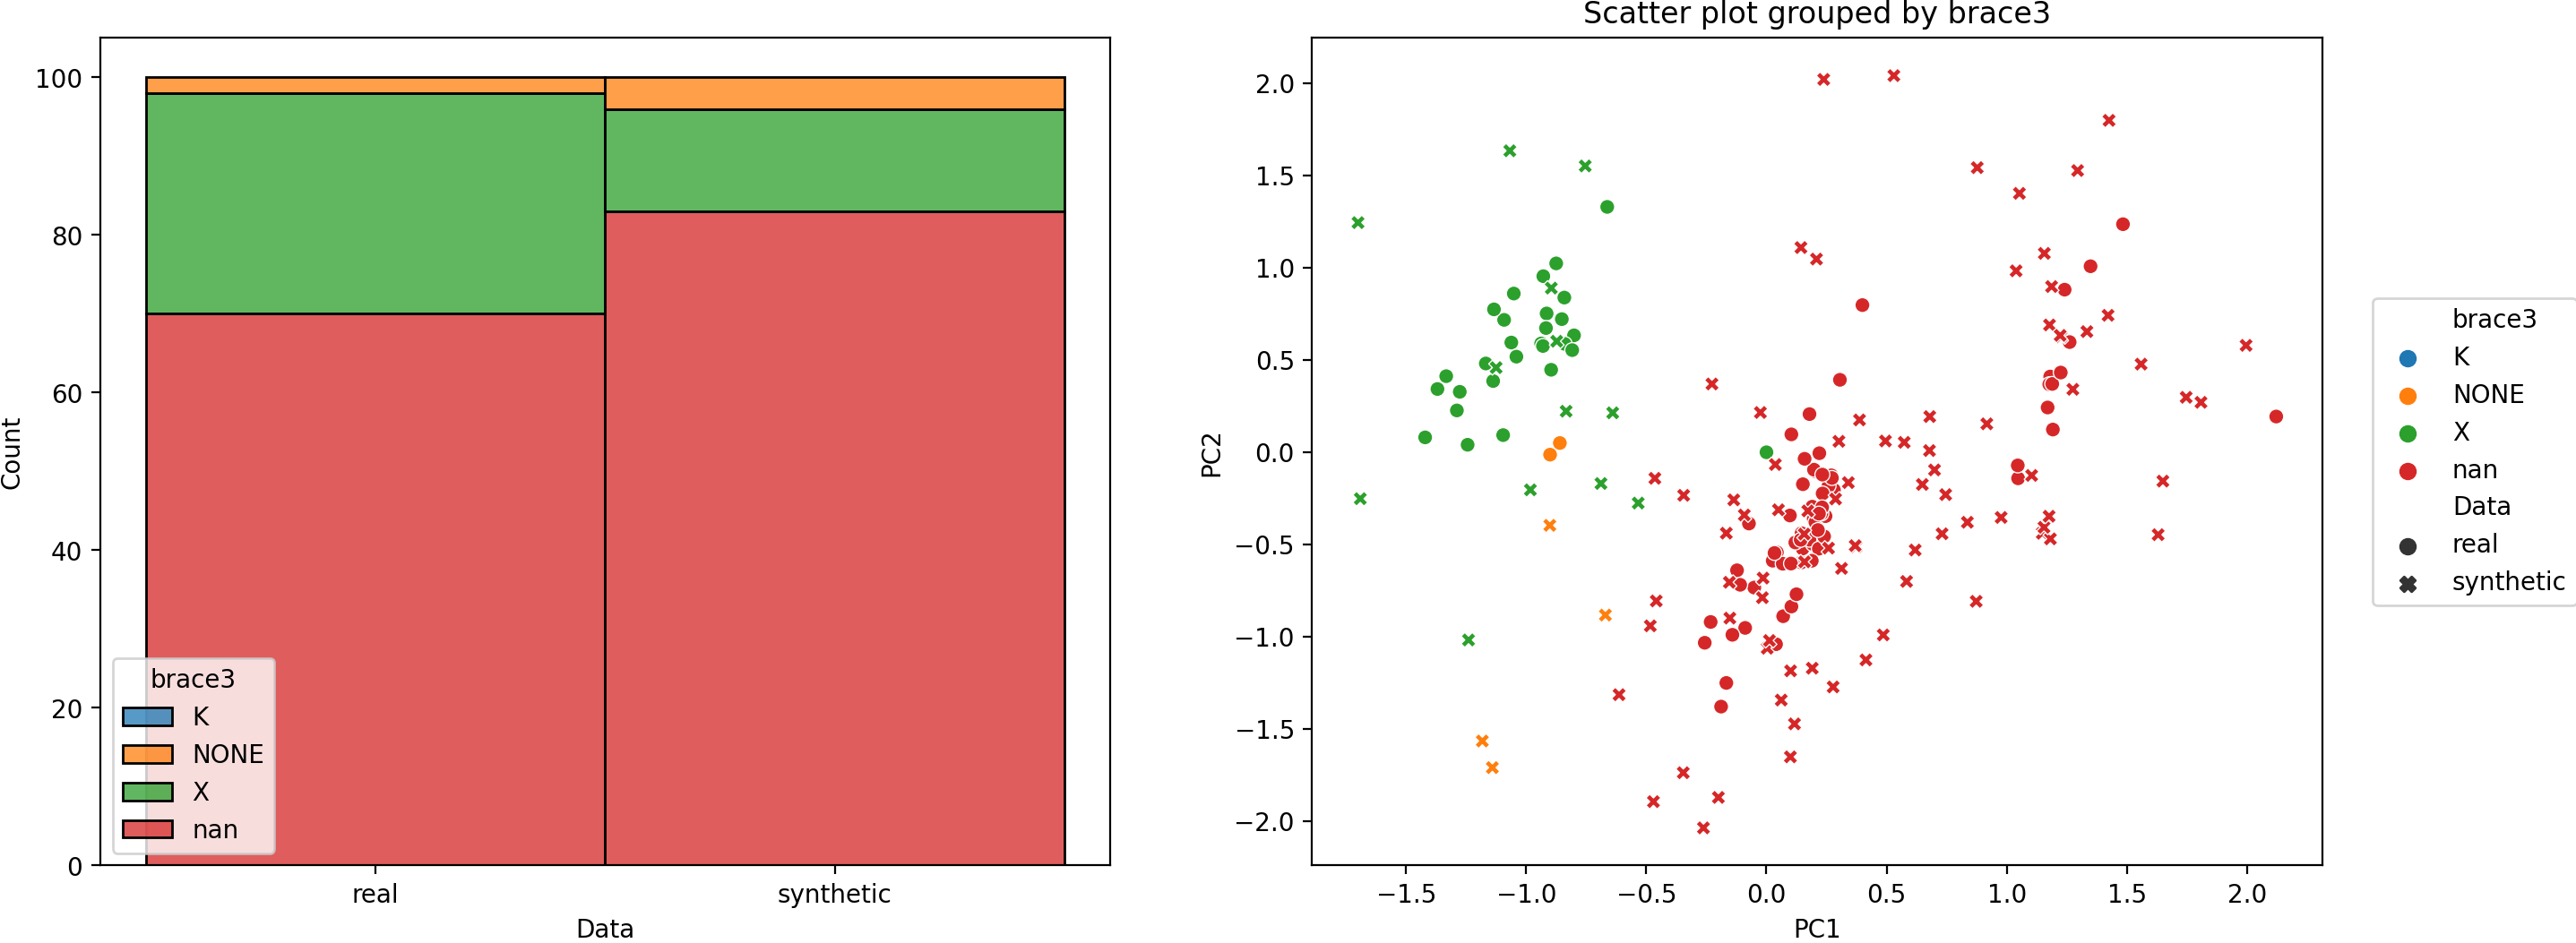 Count
100
80
60
40
20
0
brace3
K
NONE
X
nan
real
synthetic
Data
Scatter plot grouped by brace3
PC2
2.0
1.5
1.0
0.5
0.0
−0.5
−1.0
−1.5
−2.0
−1.5
−1.0
−0.5
0.0
0.5
1.0
1.5
2.0
PC1
brace3
K
NONE
X
nan
Data
real
synthetic